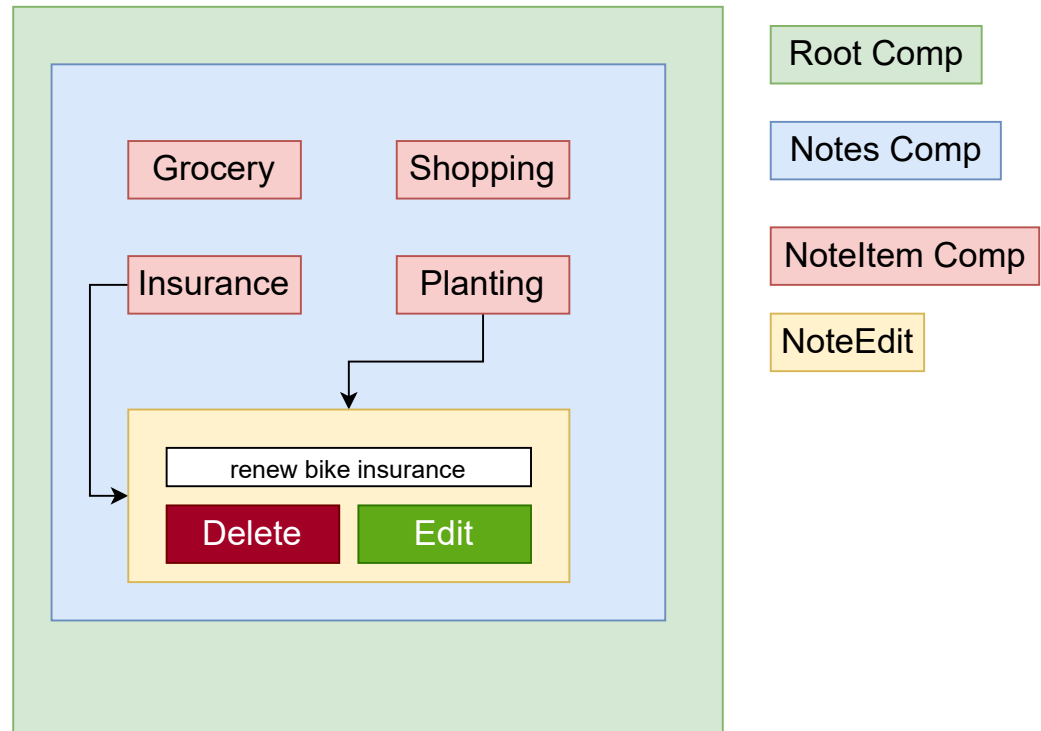 Root Comp
Notes Comp
Grocery
Shopping
NoteItem Comp
Insurance
Planting
NoteEdit
renew bike insurance
Delete
Edit